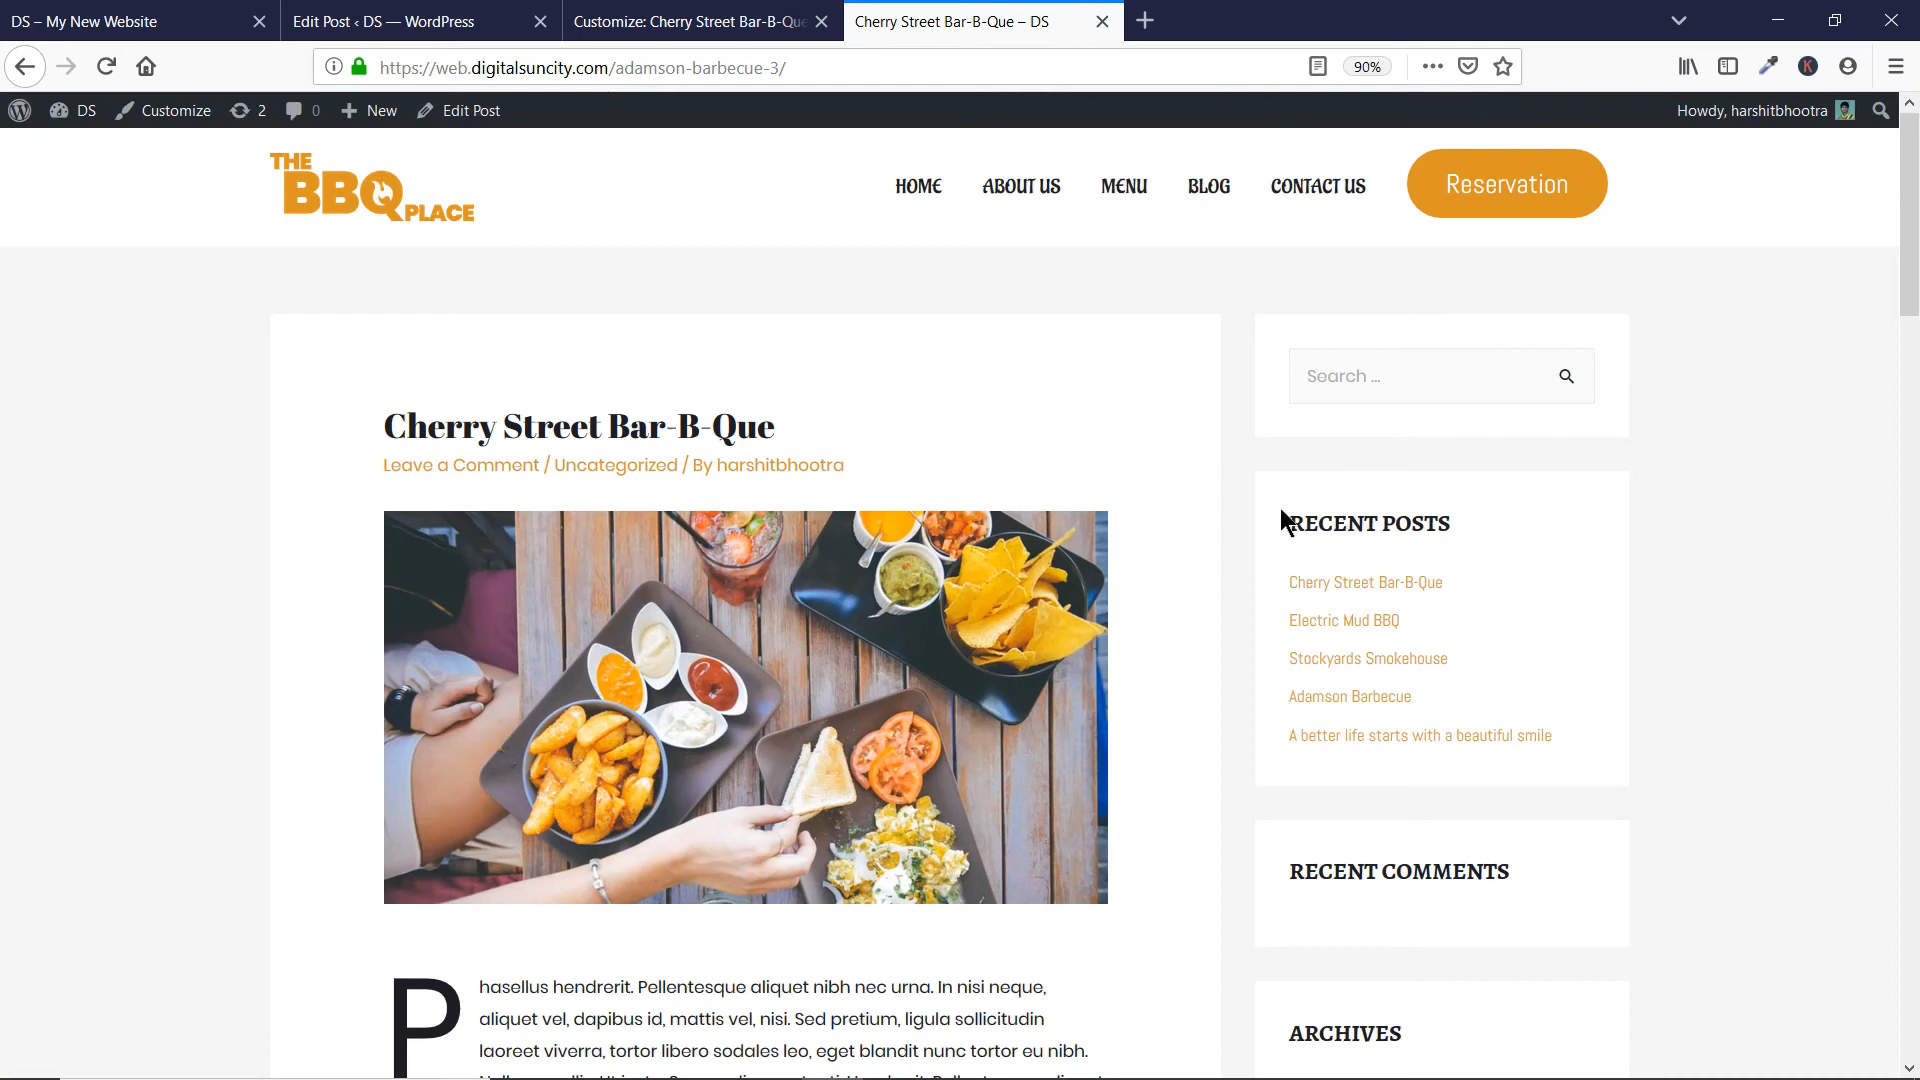 DS – My New Website
Edit Post ‹ DS — WordPress
Customize: Cherry Street Bar-B-Que
Cherry Street Bar-B-Que – DS
https://web.digitalsuncity.com/adamson-barbecue-3/
90%
DS
Customize
2
0
New
Edit Post
Howdy, harshitbhootra
THE
BBQ
PLACE
HOME
ABOUT US
MENU
BLOG
CONTACT US
Reservation
Search ...
Cherry Street Bar-B-Que
Leave a Comment / Uncategorized / By harshitbhootra
RECENT POSTS
Cherry Street Bar-B-Que
Electric Mud BBQ
Stockyards Smokehouse
Adamson Barbecue
A better life starts with a beautiful smile
RECENT COMMENTS
ARCHIVES
Phasellus hendrerit. Pellentesque aliquet nibh nec urna. In nisi neque,
aliquet vel, dapibus id, mattis vel, nisi. Sed pretium, ligula sollicitudin
laoreet viverra, tortor libero sodales leo, eget blandit nunc tortor eu nibh.